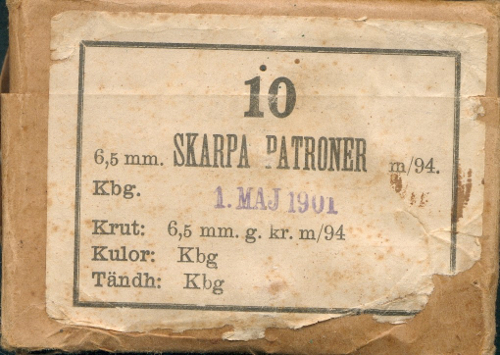 10
6,5 mm. SKARPA PATRONER m/94.
Kbg.
1. MAJ 1901
Krut: 6,5 mm. g. kr. m/94
Kulor: Kbg
Tändh: Kbg